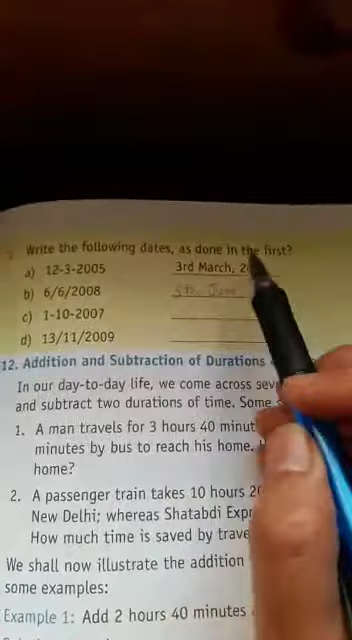 Write the following dates, as done in the first?
a) 12-3-2005 3rd March, 2
b) 6/6/2008 June
c) 1-10-2007
d) 13/11/2009
12. Addition and Subtraction of Durations
In our day-to-day life, we come across sev
and subtract two durations of time. Some
1. A man travels for 3 hours 40 minut
minutes by bus to reach his home.
home?
2. A passenger train takes 10 hours 2
New Delhi; whereas Shatabdi Expr
How much time is saved by trave
We shall now illustrate the addition
some examples:
Example 1: Add 2 hours 40 minutes